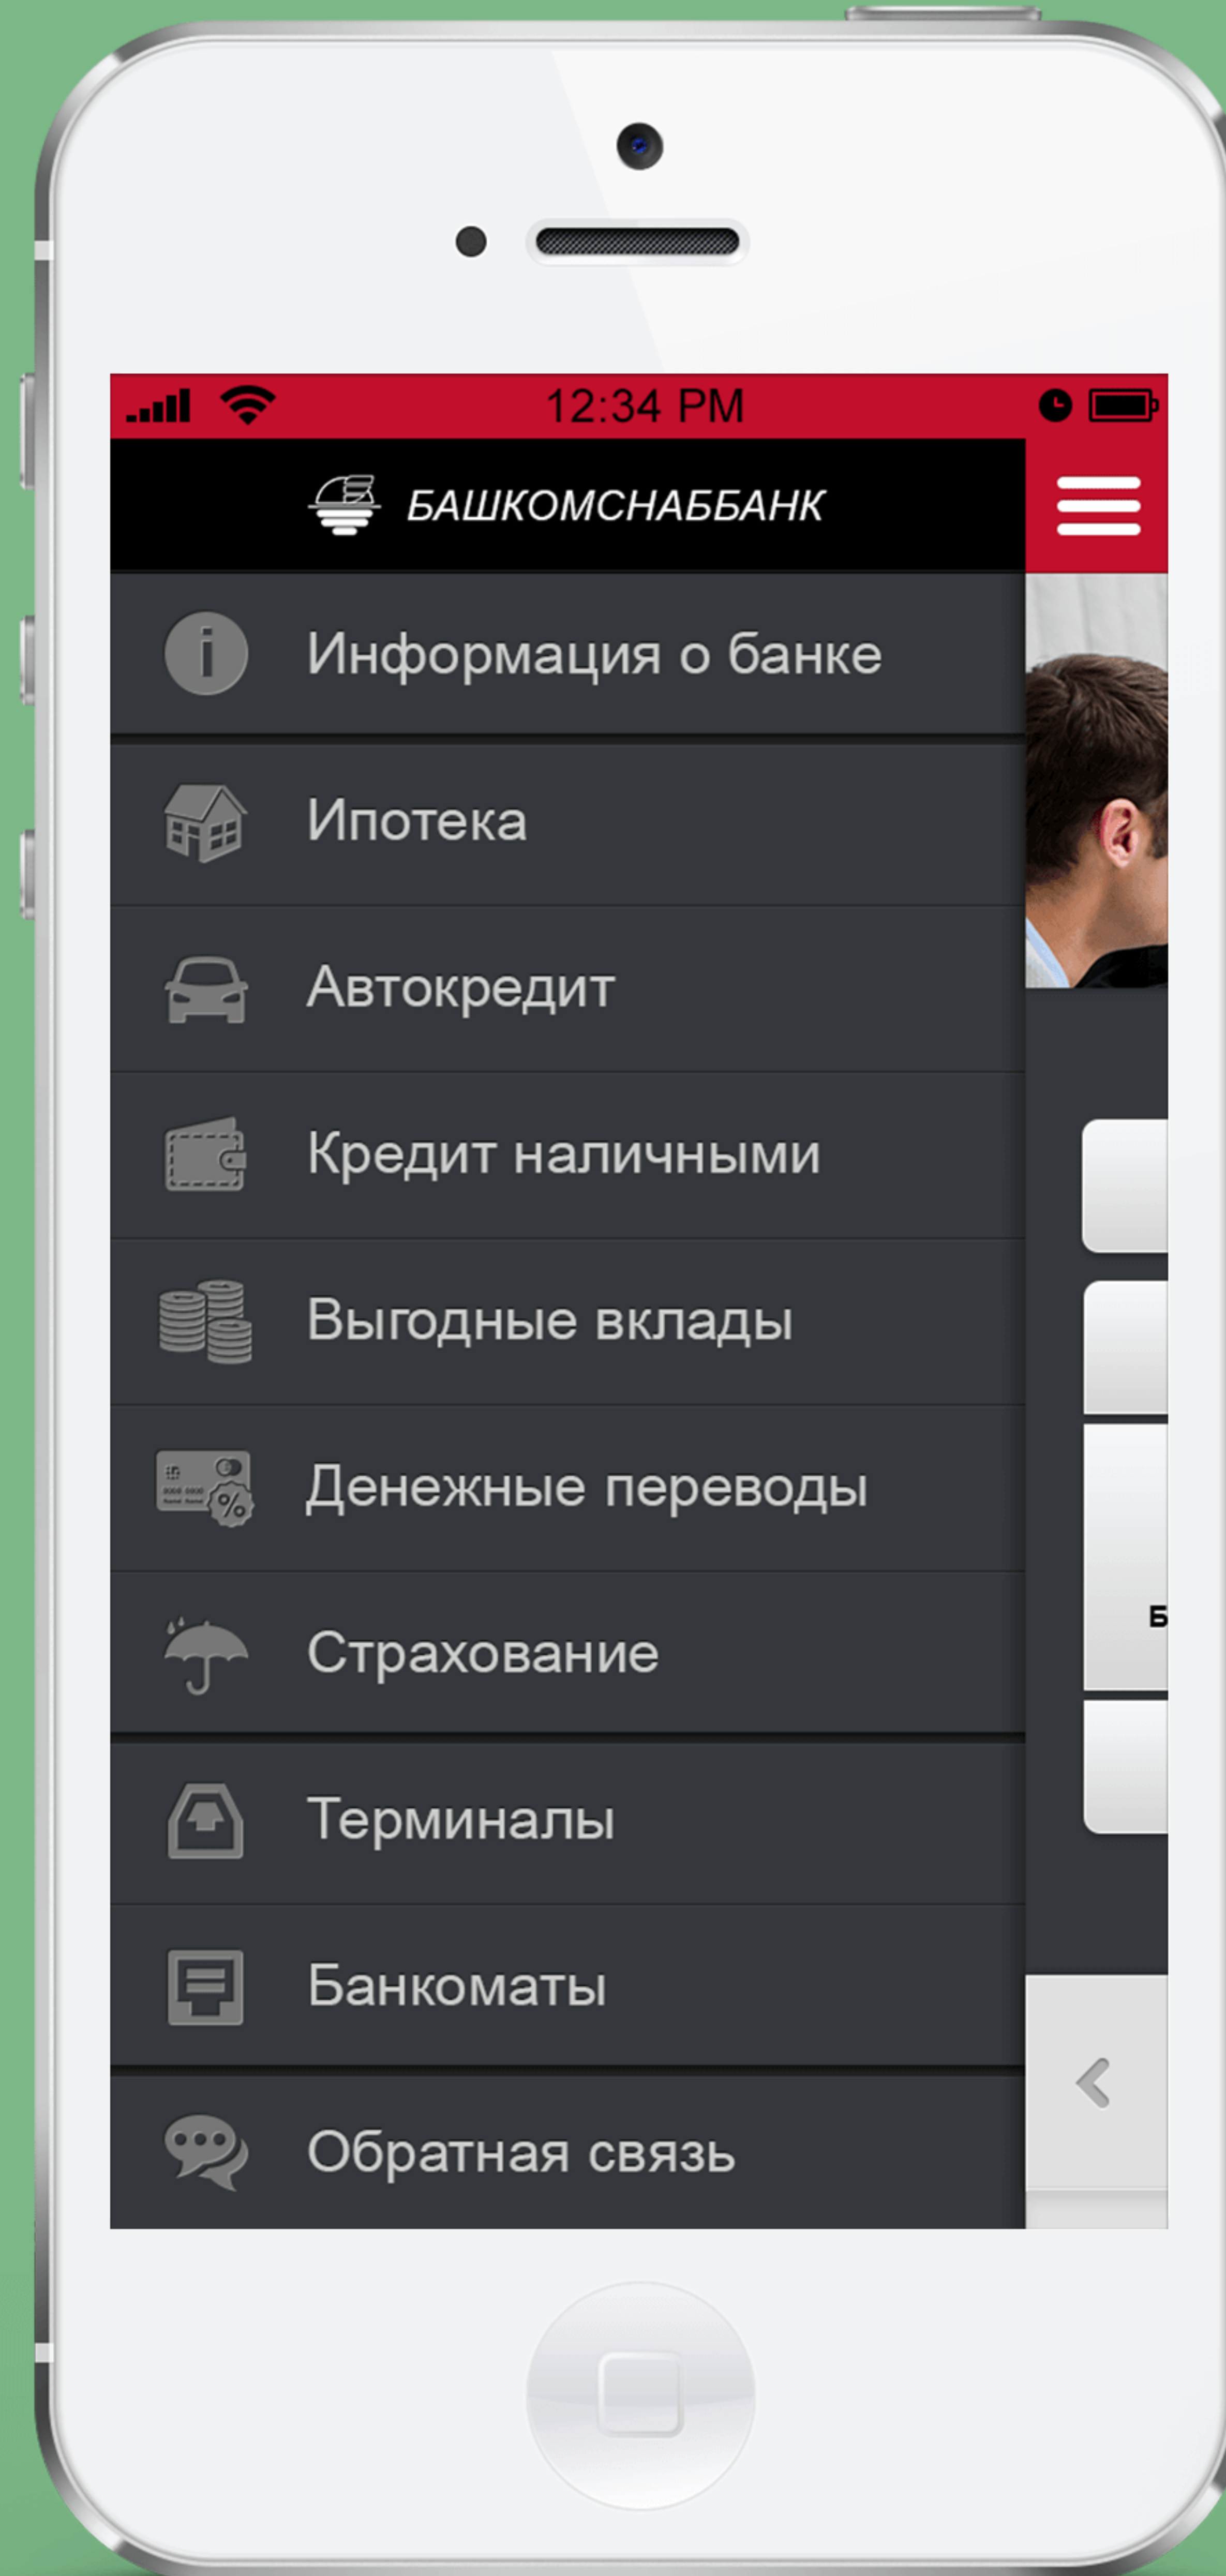 12:34 PM
БАШКОМСНАББАНК
Информация о банке
Ипотека
Автокредит
Кредит наличными
Выгодные вклады
Денежные переводы
%
Страхование
Б
Терминалы
Банкоматы
Обратная связь